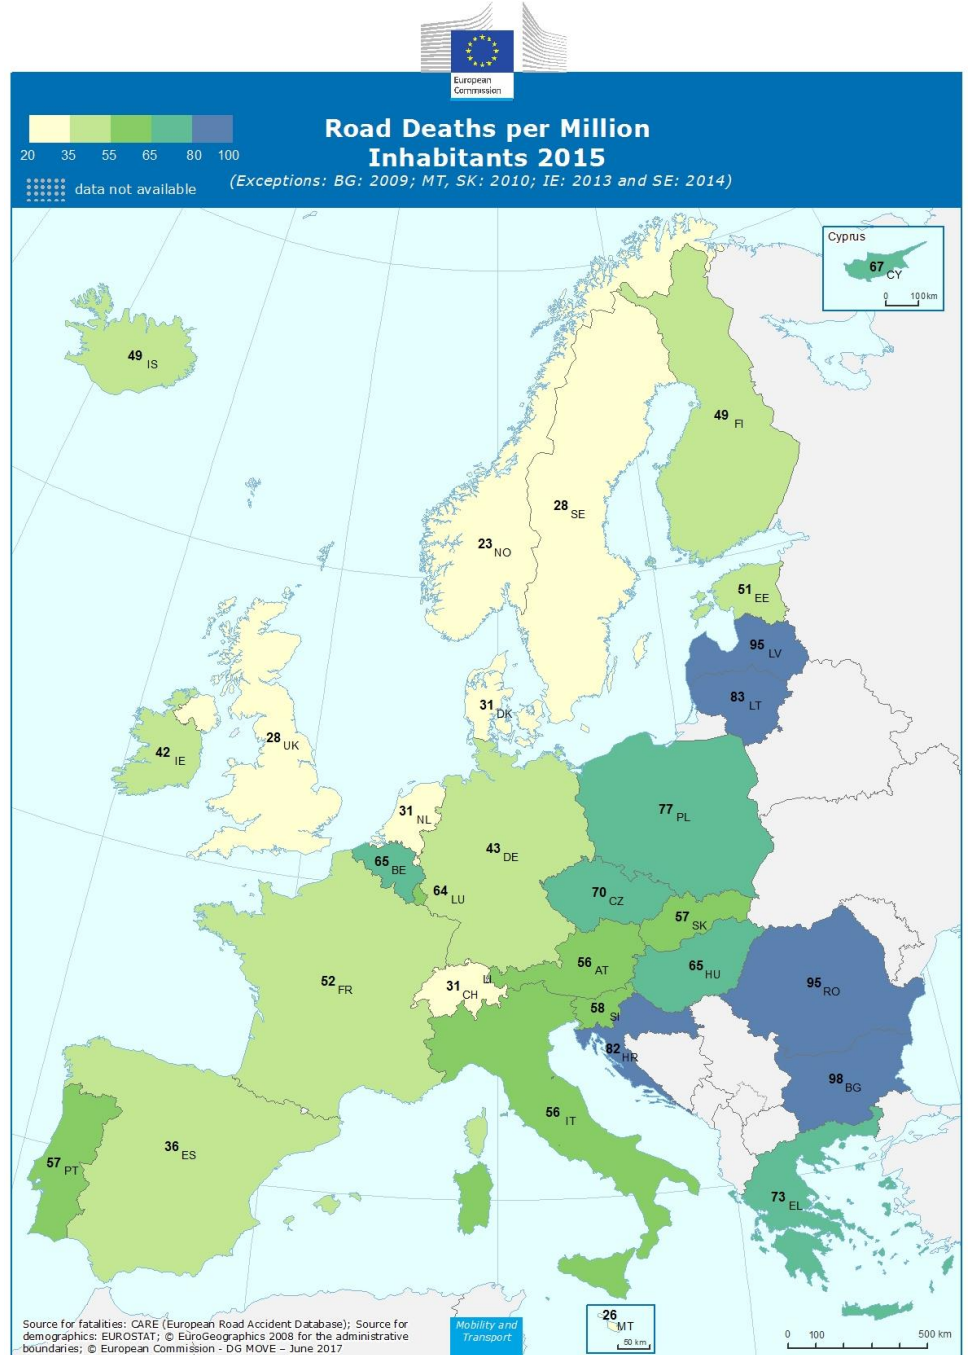 European
Commission
Road Deaths per Million
Inhabitants 2015
(Exceptions: BG: 2009; MT, SK: 2010; IE: 2013 and SE: 2014)
20 35 55 65 80 100
data not available
Cyprus
67 CY
0 100 km
49 IS
49 FI
28 SE
23 NO
51 EE
95 LV
83 LT
31 DK
42 IE
28 UK
31 NL
77 PL
43 DE
65 BE
64 LU
70 CZ
57 SK
56 AT
65 HU
52 FR
31 CH
LI
95 RO
58 SI
82 HR
98 BG
56 IT
36 ES
57 PT
73 EL
26
MT
50 km
Source for fatalities: CARE (European Road Accident Database); Source for
demographics: EUROSTAT; © EuroGeographics 2008 for the administrative
boundaries; © European Commission - DG MOVE – June 2017
Mobility and
Transport
0 100 500 km